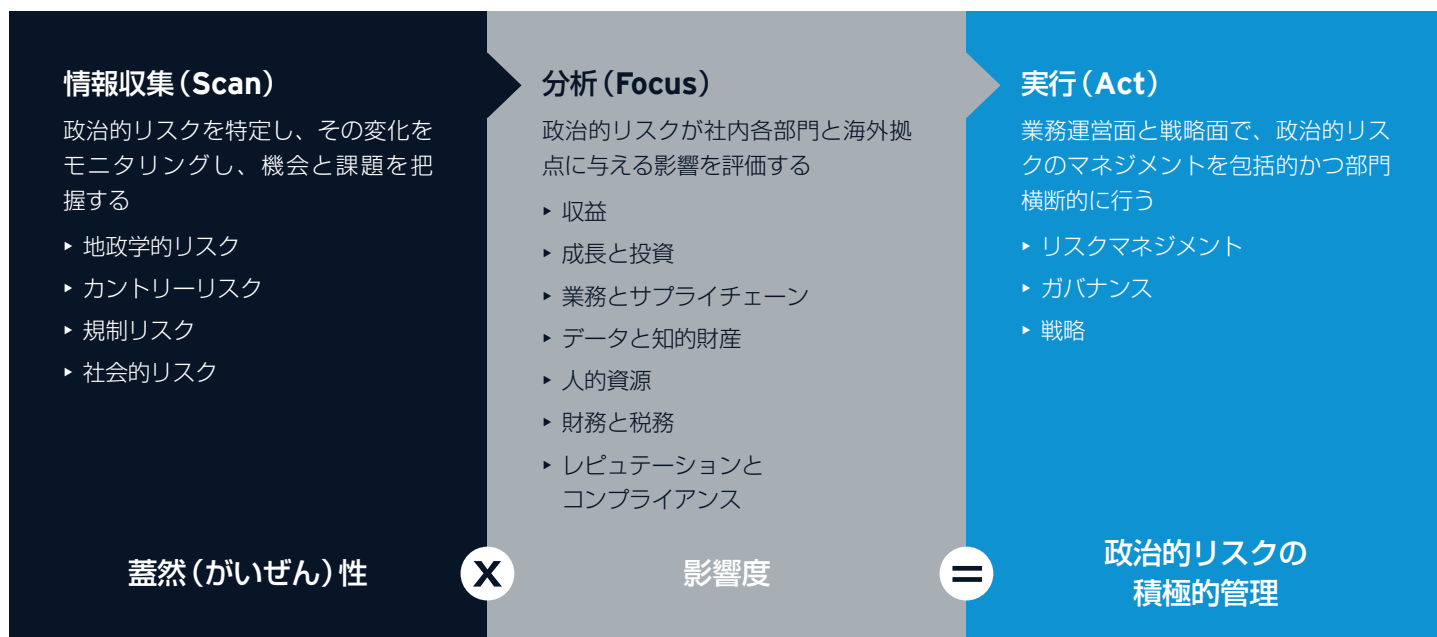 情報収集（Scan）
政治的リスクを特定し、その変化を
モニタリングし、機会と課題を把
握する
▸ 地政学的リスク
▸ カントリーリスク
▸ 規制リスク
▸ 社会的リスク
蓋然（がいぜん）性
X
分析（Focus）
政治的リスクが社内各部門と海外拠
点に与える影響を評価する
▸ 収益
▸ 成長と投資
▸ 業務とサプライチェーン
▸ データと知的財産
▸ 人的資源
▸ 財務と税務
▸ レピュテーションと
コンプライアンス
影響度
=
実行（Act）
業務運営面と戦略面で、政治的リス
クのマネジメントを包括的かつ部門
横断的に行う
▸ リスクマネジメント
▸ ガバナンス
▸ 戦略
政治的リスクの
積極的管理